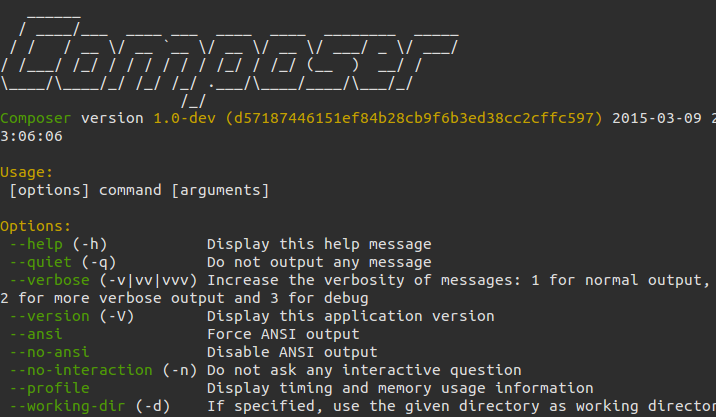 Composer
Composer version 1.0-dev (d57187446151ef84b28cb9f6b3ed38cc2cffc597) 2015-03-09 2
3:06:06
Usage:
 [options] command [arguments]
Options:
 --help (-h)           Display this help message
 --quiet (-q)          Do not output any message
 --verbose (-v|vv|vvv) Increase the verbosity of messages: 1 for normal output,
2 for more verbose output and 3 for debug
 --version (-V)        Display this application version
 --ansi                Force ANSI output
 --no-ansi             Disable ANSI output
 --no-interaction (-n) Do not ask any interactive question
 --profile             Display timing and memory usage information
 --working-dir (-d)    If specified, use the given directory as working director